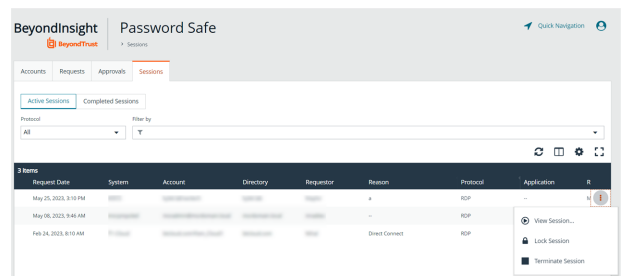 BeyondInsight
BeyondTrust
Password Safe
› Sessions
Quick Navigation
Accounts Requests Approvals Sessions
Active Sessions Completed Sessions
Protocol Filter by
All
3 items
Request Date System Account Directory Requestor Reason Protocol Application R
May 25, 2023, 3:10 PM a RDP – M
May 08, 2023, 9:46 AM – RDP
Feb 24, 2023, 8:10 AM Direct Connect RDP
View Session...
Lock Session
Terminate Session